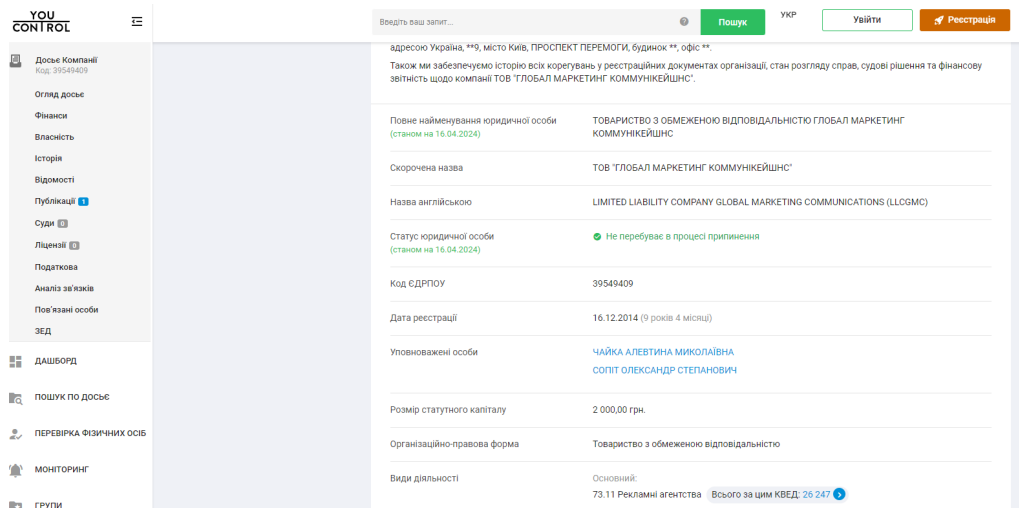 YOU
CONTROL
Введіть ваш запит...
?
Пошук
УКР
Увійти
Реєстрація
Досьє Компанії
Код: 39549409
Огляд досьє
Фінанси
Власність
Історія
Відомості
Публікації 1
Суди 0
Ліцензії 0
Податкова
Аналіз зв'язків
Пов'язані особи
ЗЕД
ДАШБОРД
ПОШУК ПО ДОСЬЄ
ПЕРЕВІРКА ФІЗИЧНИХ ОСІБ
МОНІТОРИНГ
ГРУПИ
адресою Україна, **9, місто Київ, ПРОСПЕКТ ПЕРЕМОГИ, будинок **, офіс **.
Також ми забезпечуємо історію всіх корегувань у реєстраційних документах організації, стан розгляду справ, судові рішення та фінансову
звітність щодо компанії ТОВ "ГЛОБАЛ МАРКЕТИНГ КОММУНІКЕЙШНС".
Повне найменування юридичної особи
(станом на 16.04.2024)
ТОВАРИСТВО З ОБМЕЖЕНОЮ ВІДПОВІДАЛЬНІСТЮ ГЛОБАЛ МАРКЕТИНГ
КОММУНІКЕЙШНС
Скорочена назва
ТОВ "ГЛОБАЛ МАРКЕТИНГ КОММУНІКЕЙШНС"
Назва англійською
LIMITED LIABILITY COMPANY GLOBAL MARKETING COMMUNICATIONS (LLCGMC)
Статус юридичної особи
(станом на 16.04.2024)
Не перебуває в процесі припинення
Код ЄДРПОУ
39549409
Дата реєстрації
16.12.2014 (9 років 4 місяці)
Уповноважені особи
ЧАЙКА АЛЕВТИНА МИКОЛАЇВНА
СОПІТ ОЛЕКСАНДР СТЕПАНОВИЧ
Розмір статутного капіталу
2 000,00 грн.
Організаційно-правова форма
Товариство з обмеженою відповідальністю
Види діяльності
Основний:
73.11 Рекламні агентства Всього за цим КВЕД: 26 247